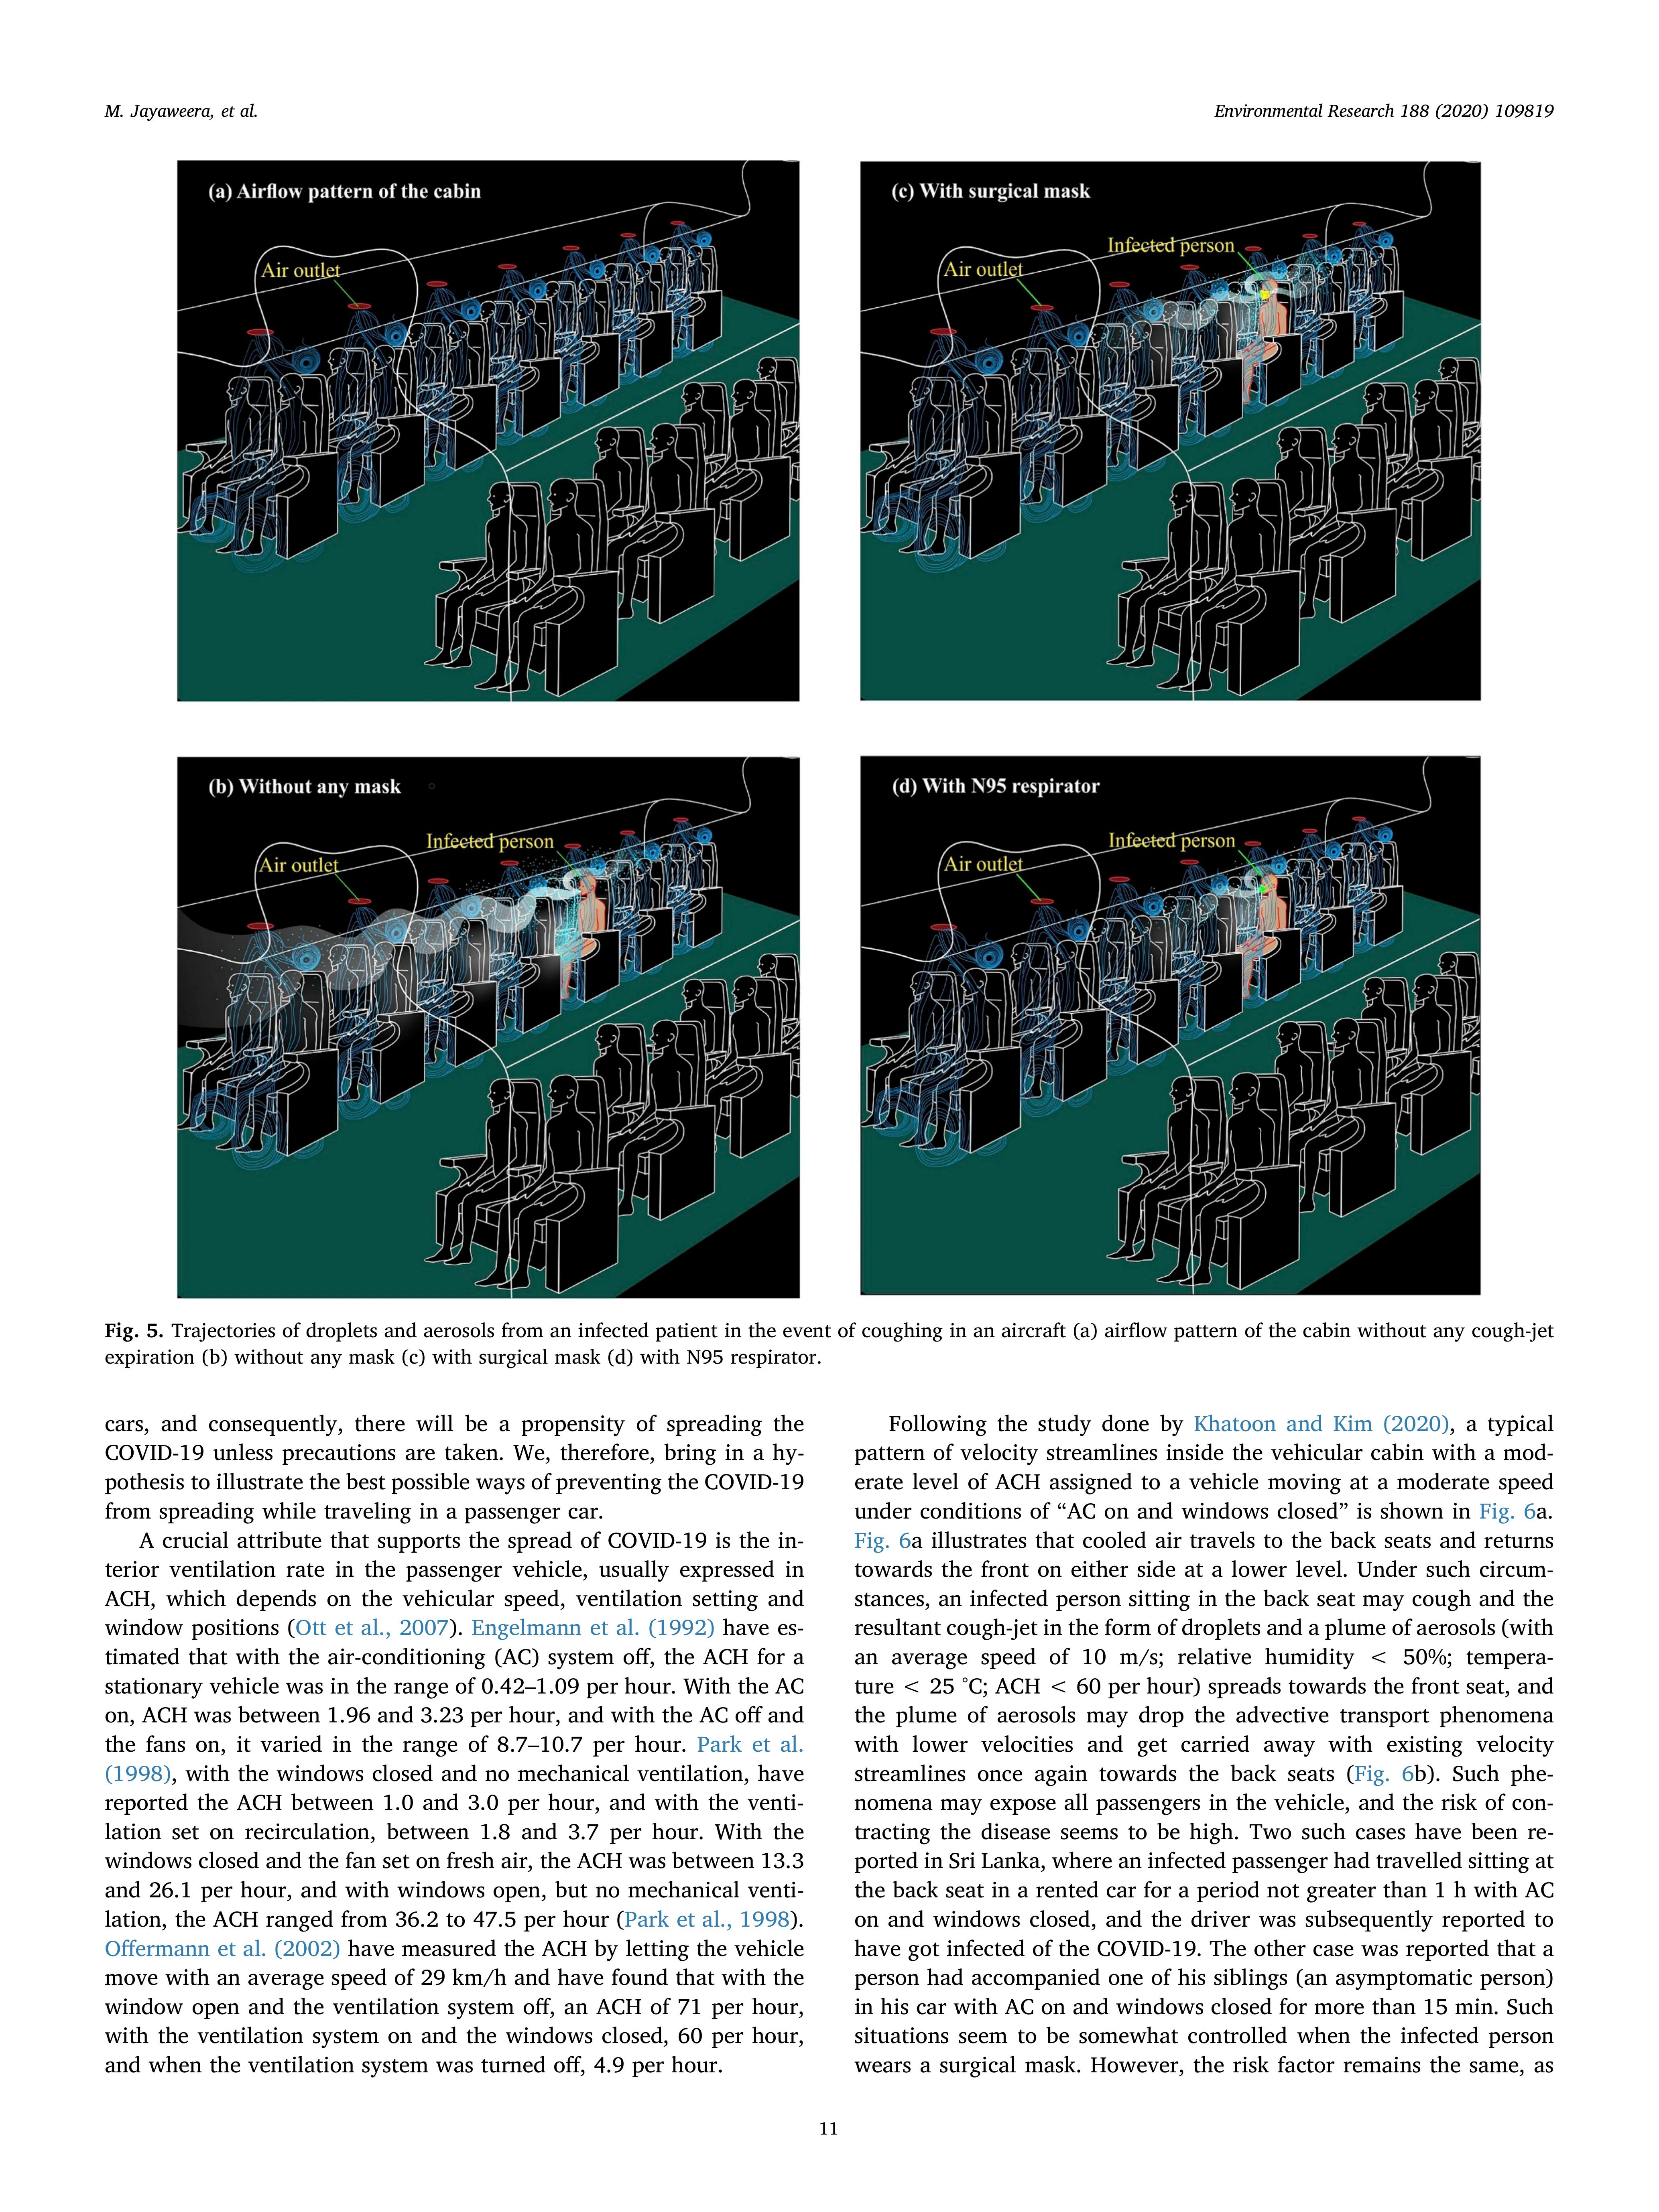 M. Jayaweera, et al.
Environmental Research 188 (2020) 109819
(a) Airflow pattern of the cabin
Air outlet
(c) With surgical mask
Infected person
Air outlet
(b) Without any mask
Infected person
Air outlet
(d) With N95 respirator
Infected person
Air outlet
Fig. 5. Trajectories of droplets and aerosols from an infected patient in the event of coughing in an aircraft (a) airflow pattern of the cabin without any cough-jet
expiration (b) without any mask (c) with surgical mask (d) with N95 respirator.
cars, and consequently, there will be a propensity of spreading the
COVID-19 unless precautions are taken. We, therefore, bring in a hy-
pothesis to illustrate the best possible ways of preventing the COVID-19
from spreading while traveling in a passenger car.
A crucial attribute that supports the spread of COVID-19 is the in-
terior ventilation rate in the passenger vehicle, usually expressed in
ACH, which depends on the vehicular speed, ventilation setting and
window positions (Ott et al., 2007). Engelmann et al. (1992) have es-
timated that with the air-conditioning (AC) system off, the ACH for a
stationary vehicle was in the range of 0.42–1.09 per hour. With the AC
on, ACH was between 1.96 and 3.23 per hour, and with the AC off and
the fans on, it varied in the range of 8.7–10.7 per hour. Park et al.
(1998), with the windows closed and no mechanical ventilation, have
reported the ACH between 1.0 and 3.0 per hour, and with the venti-
lation set on recirculation, between 1.8 and 3.7 per hour. With the
windows closed and the fan set on fresh air, the ACH was between 13.3
and 26.1 per hour, and with windows open, but no mechanical venti-
lation, the ACH ranged from 36.2 to 47.5 per hour (Park et al., 1998).
Offermann et al. (2002) have measured the ACH by letting the vehicle
move with an average speed of 29 km/h and have found that with the
window open and the ventilation system off, an ACH of 71 per hour,
with the ventilation system on and the windows closed, 60 per hour,
and when the ventilation system was turned off, 4.9 per hour.
Following the study done by Khatoon and Kim (2020), a typical
pattern of velocity streamlines inside the vehicular cabin with a mod-
erate level of ACH assigned to a vehicle moving at a moderate speed
under conditions of “AC on and windows closed” is shown in Fig. 6a.
Fig. 6a illustrates that cooled air travels to the back seats and returns
towards the front on either side at a lower level. Under such circum-
stances, an infected person sitting in the back seat may cough and the
resultant cough-jet in the form of droplets and a plume of aerosols (with
an average speed of 10 m/s; relative humidity < 50%; tempera-
ture < 25 °C; ACH < 60 per hour) spreads towards the front seat, and
the plume of aerosols may drop the advective transport phenomena
with lower velocities and get carried away with existing velocity
streamlines once again towards the back seats (Fig. 6b). Such phe-
nomena may expose all passengers in the vehicle, and the risk of con-
tracting the disease seems to be high. Two such cases have been re-
ported in Sri Lanka, where an infected passenger had travelled sitting at
the back seat in a rented car for a period not greater than 1 h with AC
on and windows closed, and the driver was subsequently reported to
have got infected of the COVID-19. The other case was reported that a
person had accompanied one of his siblings (an asymptomatic person)
in his car with AC on and windows closed for more than 15 min. Such
situations seem to be somewhat controlled when the infected person
wears a surgical mask. However, the risk factor remains the same, as
11